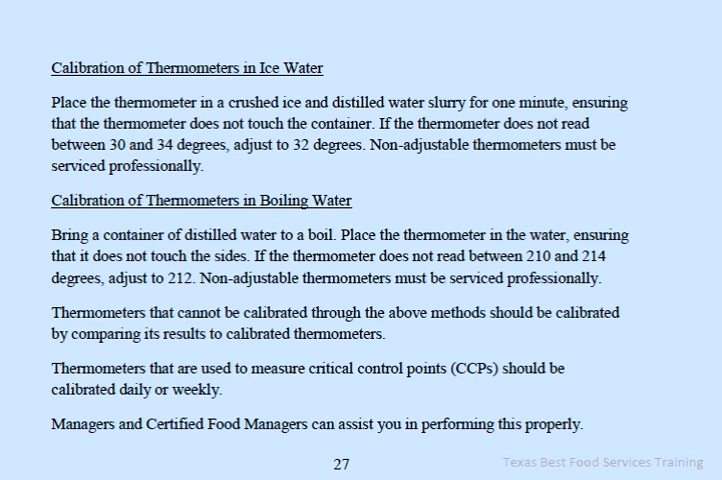 Calibration of Thermometers in Ice Water
Place the thermometer in a crushed ice and distilled water slurry for one minute, ensuring
that the thermometer does not touch the container. If the thermometer does not read
between 30 and 34 degrees, adjust to 32 degrees. Non-adjustable thermometers must be
serviced professionally.
Calibration of Thermometers in Boiling Water
Bring a container of distilled water to a boil. Place the thermometer in the water, ensuring
that it does not touch the sides. If the thermometer does not read between 210 and 214
degrees, adjust to 212. Non-adjustable thermometers must be serviced professionally.
Thermometers that cannot be calibrated through the above methods should be calibrated
by comparing its results to calibrated thermometers.
Thermometers that are used to measure critical control points (CCPs) should be
calibrated daily or weekly.
Managers and Certified Food Managers can assist you in performing this properly.
27
Texas Best Food Services Training